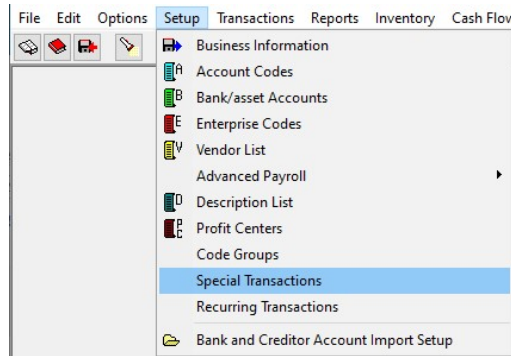 File Edit Options Setup Transactions Reports Inventory Cash Flow
Business Information
A Account Codes
B Bank/asset Accounts
E Enterprise Codes
V Vendor List
Advanced Payroll
D Description List
P C Profit Centers
Code Groups
Special Transactions
Recurring Transactions
Bank and Creditor Account Import Setup